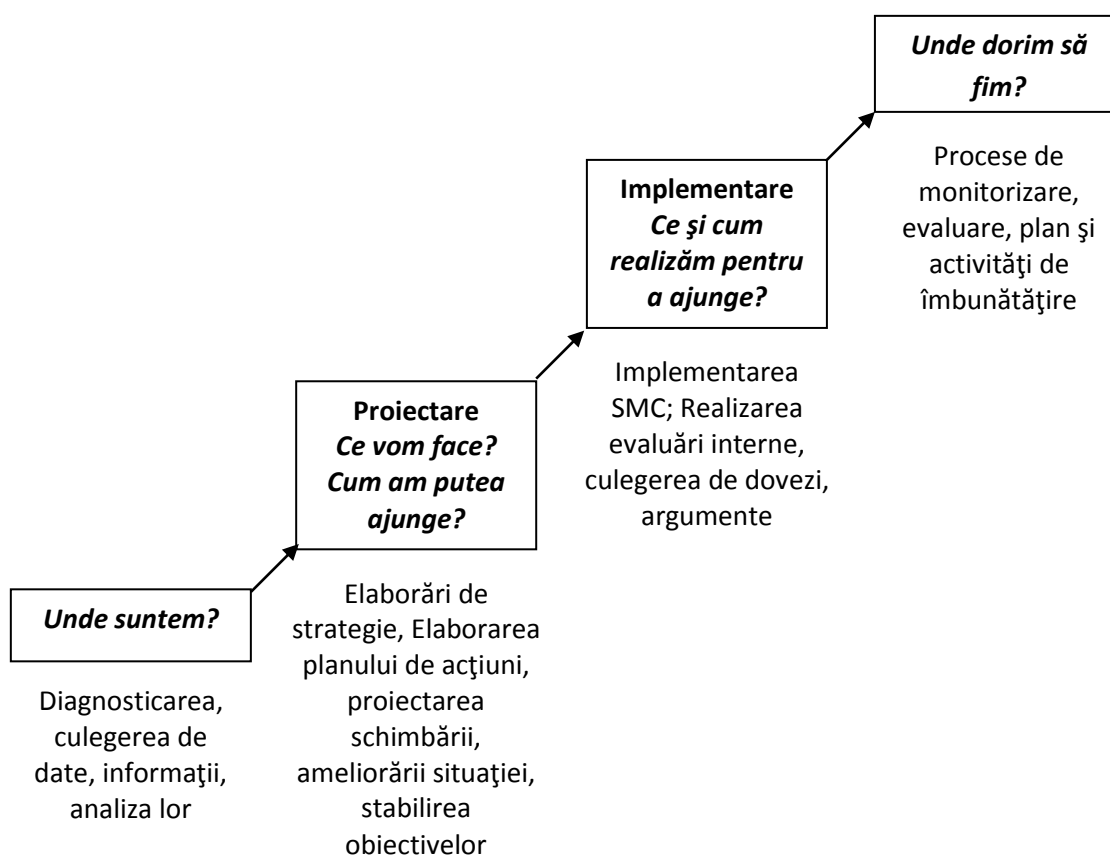 Unde dorim să
fim?
Procese de
monitorizare,
evaluare, plan şi
activităţi de
îmbunătăţire
Implementare
Ce şi cum
realizăm pentru
a ajunge?
Implementarea
SMC; Realizarea
evaluări interne,
culegerea de dovezi,
argumente
Proiectare
Ce vom face?
Cum am putea
ajunge?
Elaborări de
strategie, Elaborarea
planului de acţiuni,
proiectarea
schimbării,
ameliorării situaţiei,
stabilirea
obiectivelor
Unde suntem?
Diagnosticarea,
culegerea de
date, informaţii,
analiza lor